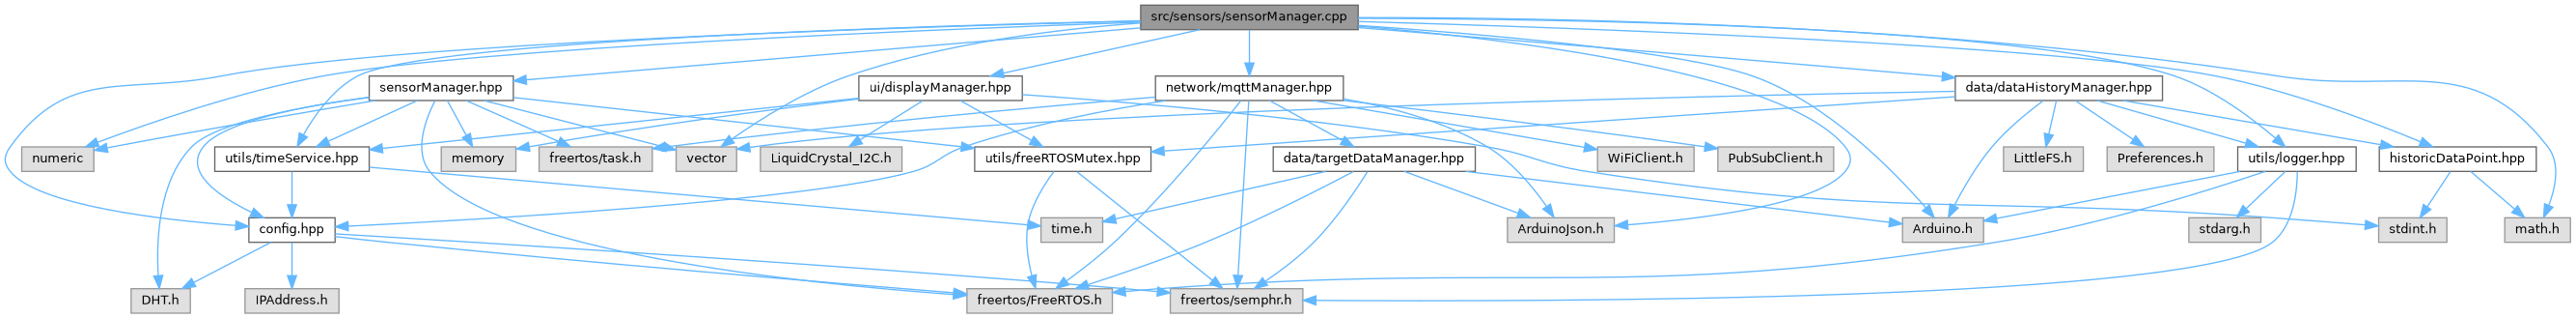 src/sensors/sensorManager.cpp
sensorManager.hpp
ui/displayManager.hpp
network/mqttManager.hpp
data/dataHistoryManager.hpp
numeric
utils/timeService.hpp
memory
freertos/task.h
vector
LiquidCrystal_I2C.h
utils/freeRTOSMutex.hpp
data/targetDataManager.hpp
WiFiClient.h
PubSubClient.h
LittleFS.h
Preferences.h
utils/logger.hpp
historicDataPoint.hpp
config.hpp
time.h
ArduinoJson.h
Arduino.h
stdarg.h
stdint.h
math.h
DHT.h
IPAddress.h
freertos/FreeRTOS.h
freertos/semphr.h